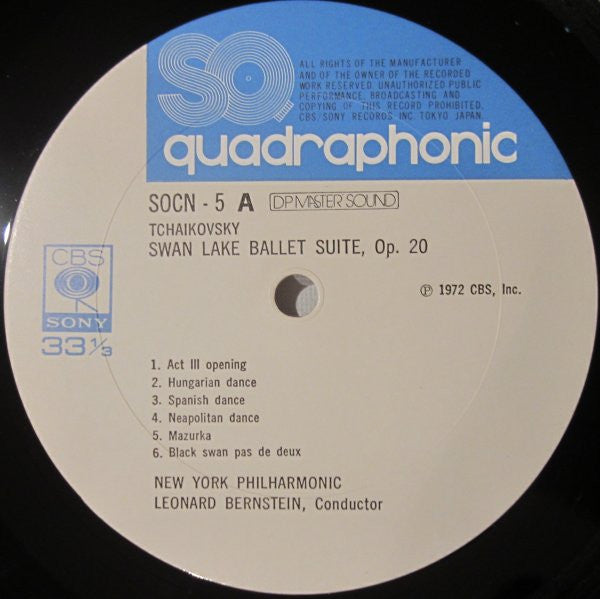 SQ
quadraphonic
ALL RIGHTS OF THE MANUFACTURER
AND OF THE OWNER OF THE RECORDED
WORK RESERVED. UNAUTHORIZED PUBLIC
PERFORMANCE, BROADCASTING AND
COPYING OF THIS RECORD PROHIBITED.
CBS/SONY RECORDS INC. TOKYO JAPAN.
SOCN - 5 A DP MASTER SOUND
TCHAIKOVSKY
SWAN LAKE BALLET SUITE, Op. 20
CBS
SONY
33 1/3
℗ 1972 CBS, Inc.
1. Act III opening
2. Hungarian dance
3. Spanish dance
4. Neapolitan dance
5. Mazurka
6. Black swan pas de deux
NEW YORK PHILHARMONIC
LEONARD BERNSTEIN, Conductor